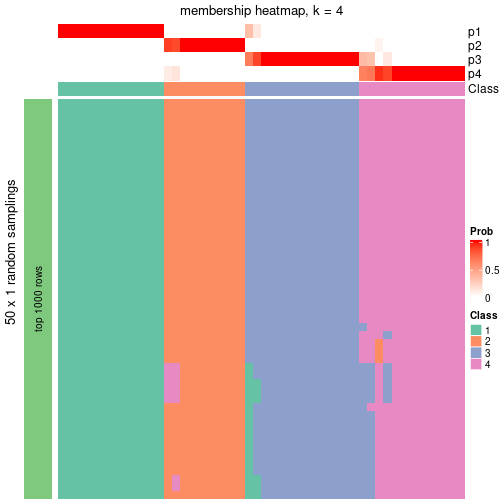 membership heatmap, k = 4
p1
p2
p3
p4
Class
50 x 1 random samplings
top 1000 rows
Prob
1
0.5
0
Class
1
2
3
4